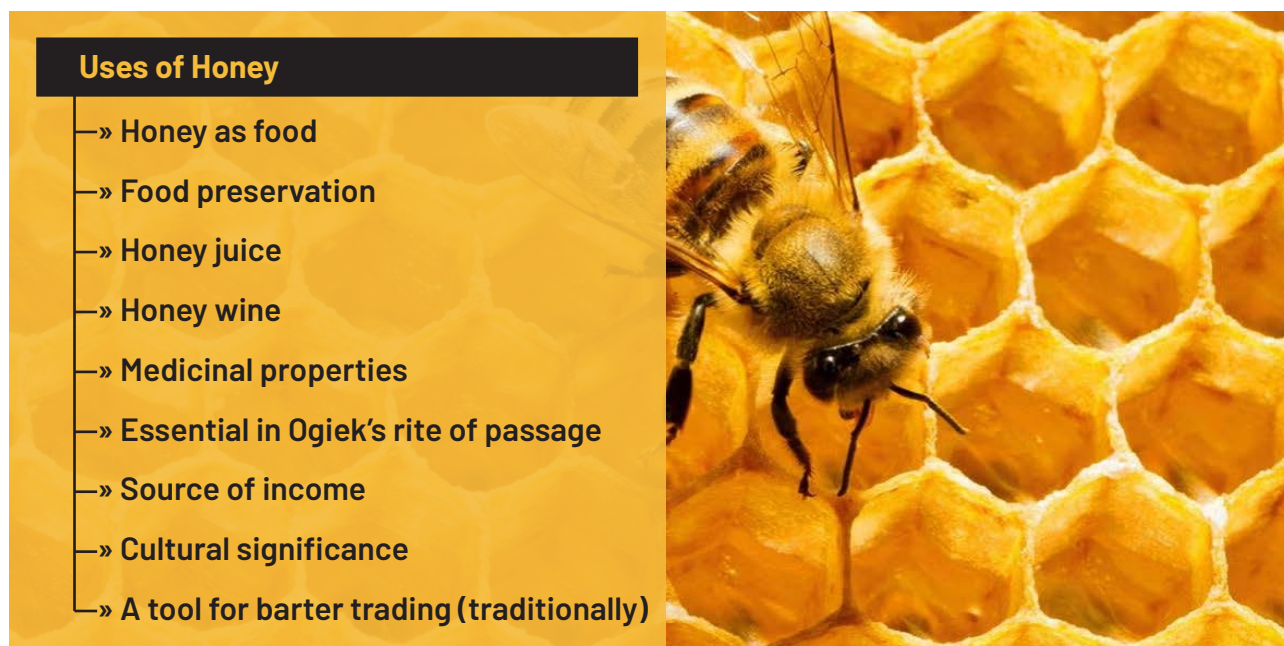 Uses of Honey
» Honey as food
» Food preservation
» Honey juice
» Honey wine
» Medicinal properties
» Essential in Ogiek's rite of passage
» Source of income
» Cultural significance
» A tool for barter trading (traditionally)